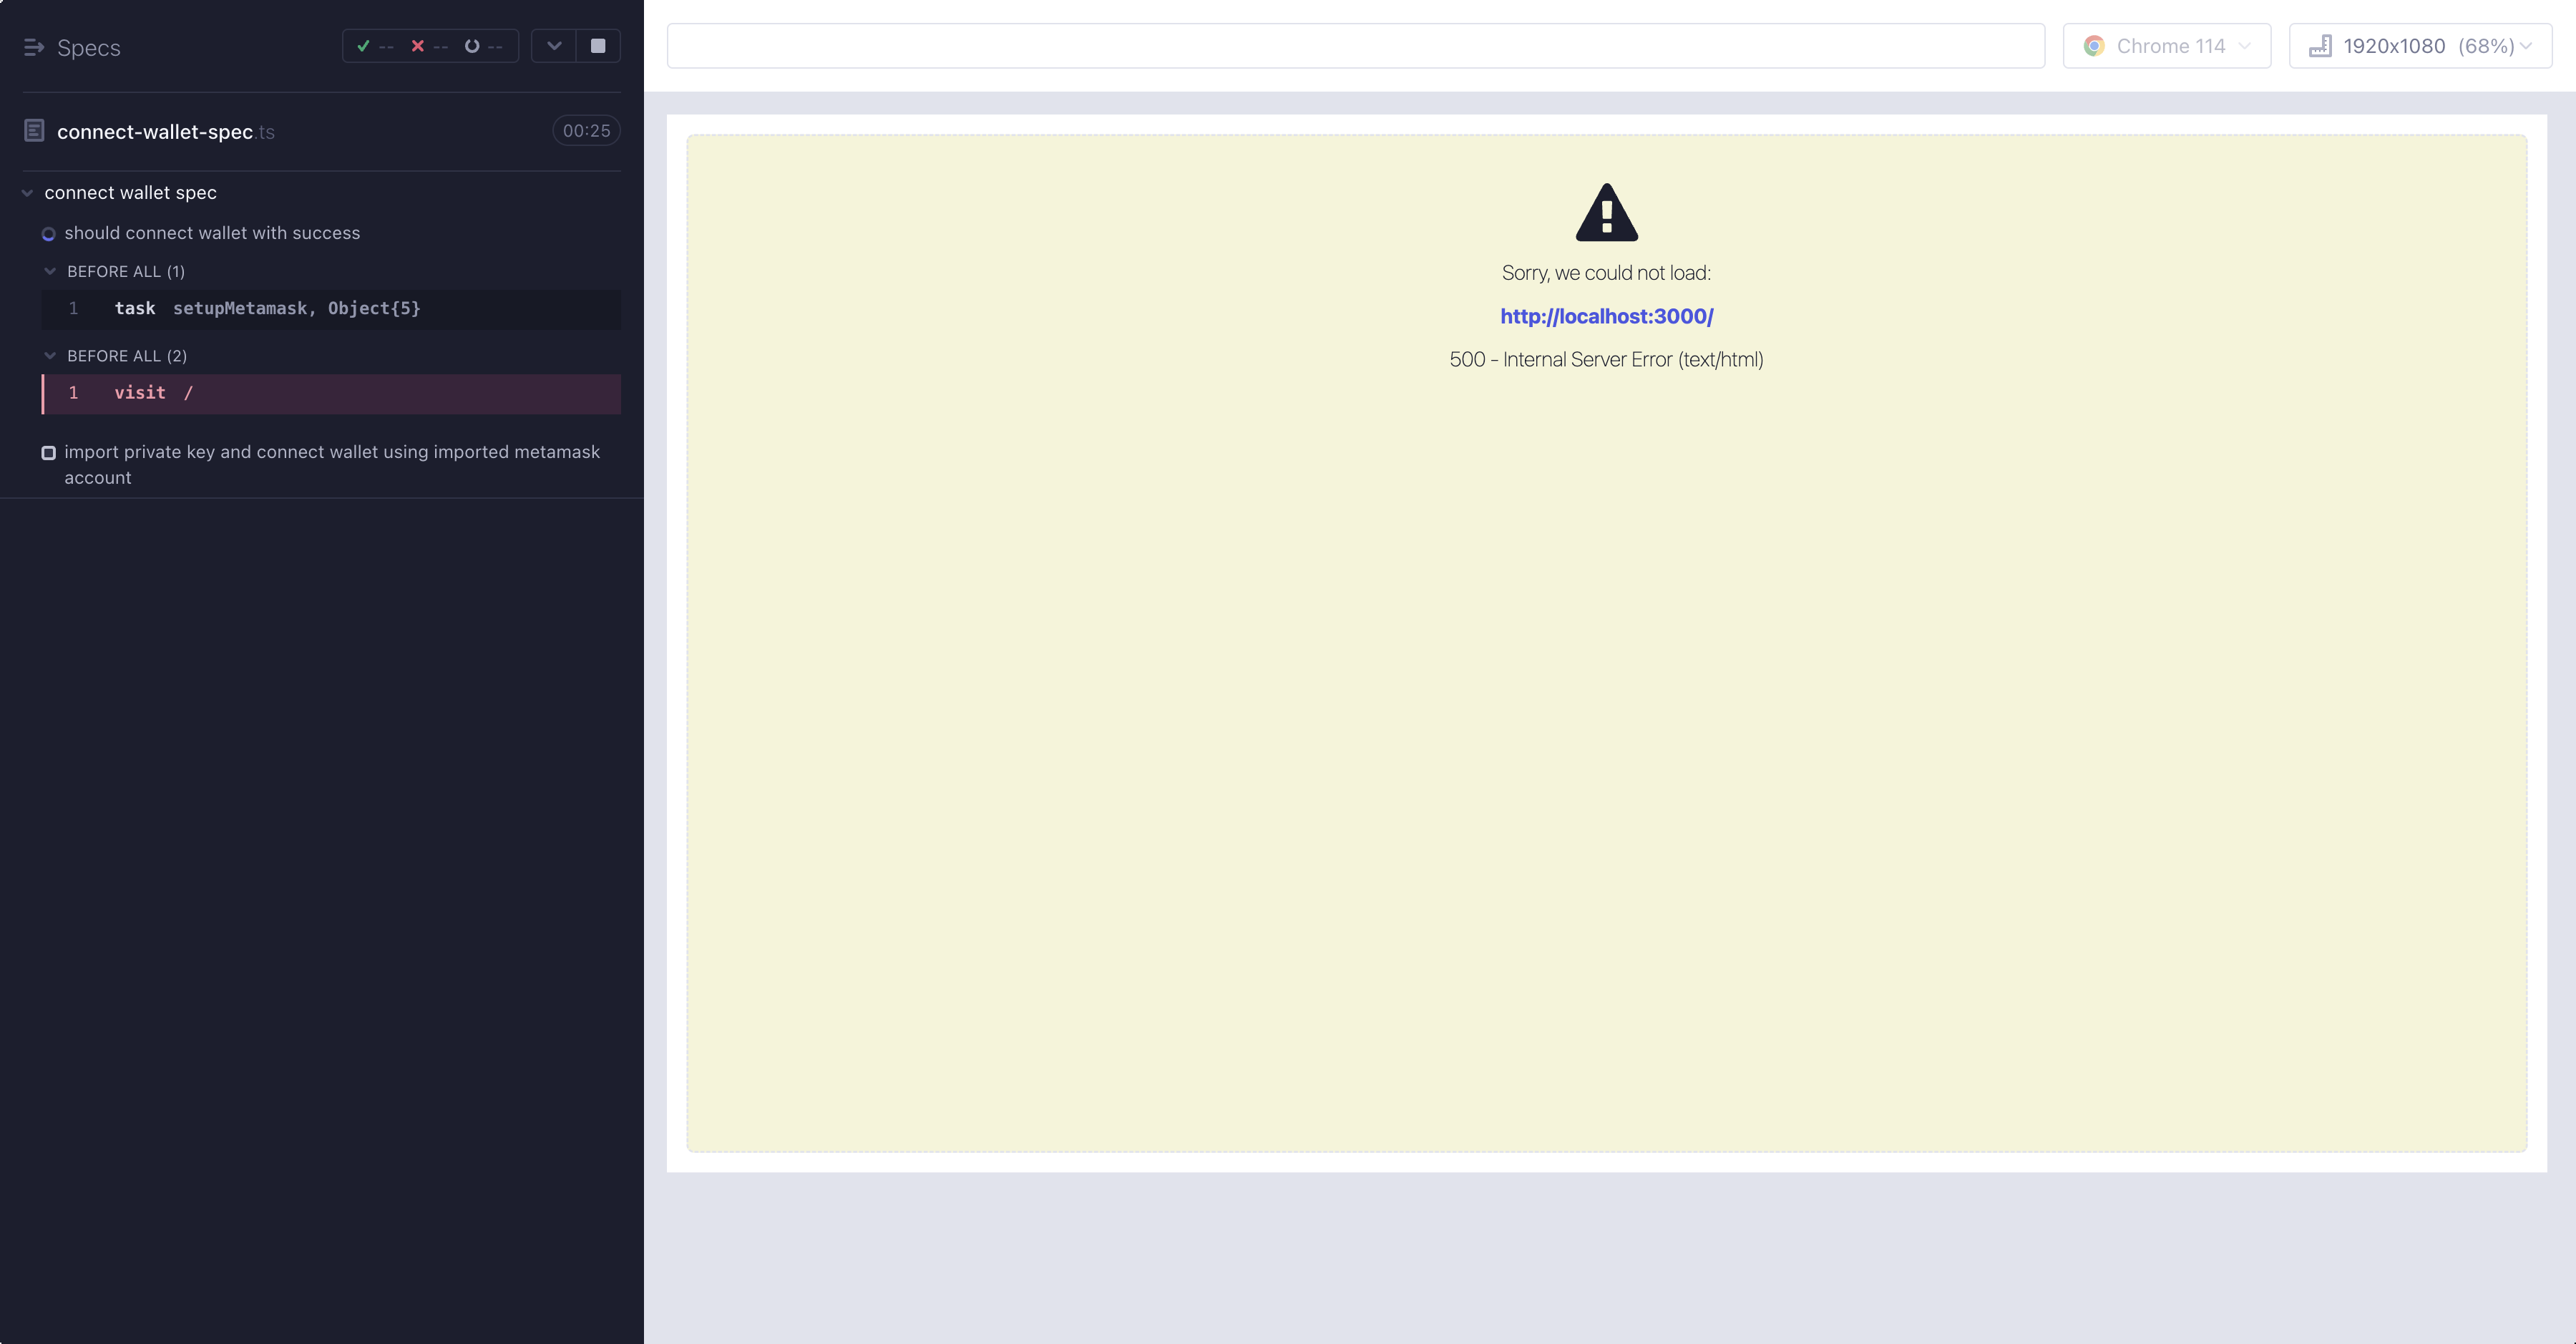 Specs
--
--
--
connect-wallet-spec.ts
00:25
connect wallet spec
should connect wallet with success
BEFORE ALL (1)
1 task setupMetamask, Object{5}
BEFORE ALL (2)
1 visit /
import private key and connect wallet using imported metamask
account
Chrome 114
1920x1080 (68%)
Sorry, we could not load:
http://localhost:3000/
500 - Internal Server Error (text/html)